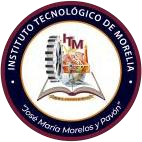 INSTITUTO TECNOLÓGICO DE MORELIA
ITM
"José María Morelos y Pavón"